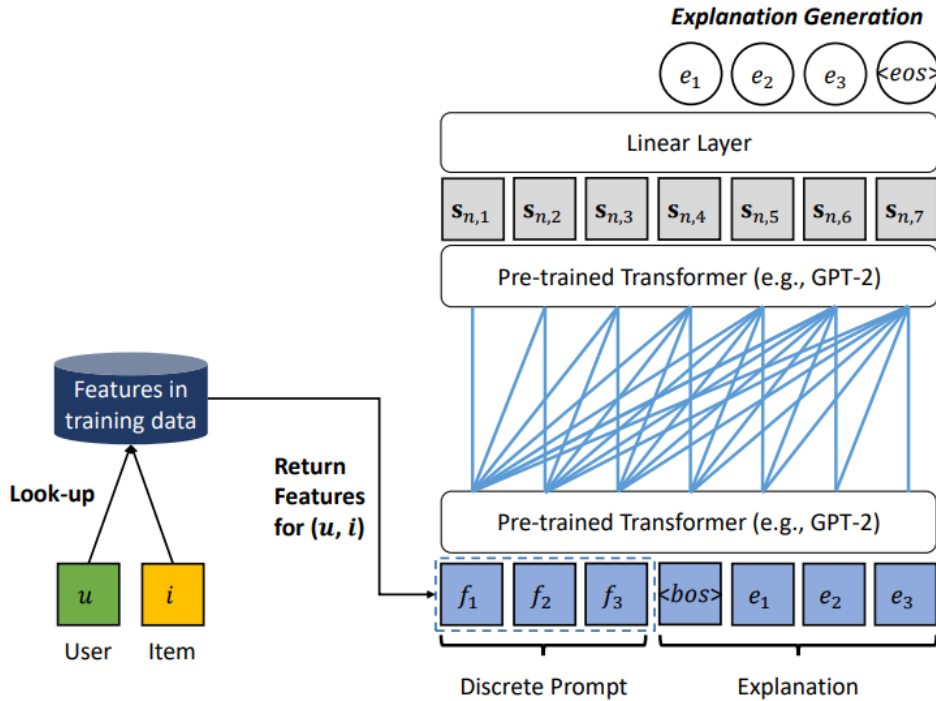 Explanation Generation
e1 e2 e3 <eos>
Linear Layer
sn,1 sn,2 sn,3 sn,4 sn,5 sn,6 sn,7
Pre-trained Transformer (e.g., GPT-2)
Features in
training data
Look-up
Return
Features
for (u, i)
Pre-trained Transformer (e.g., GPT-2)
u i
f1 f2 f3 <bos> e1 e2 e3
User Item
Discrete Prompt Explanation